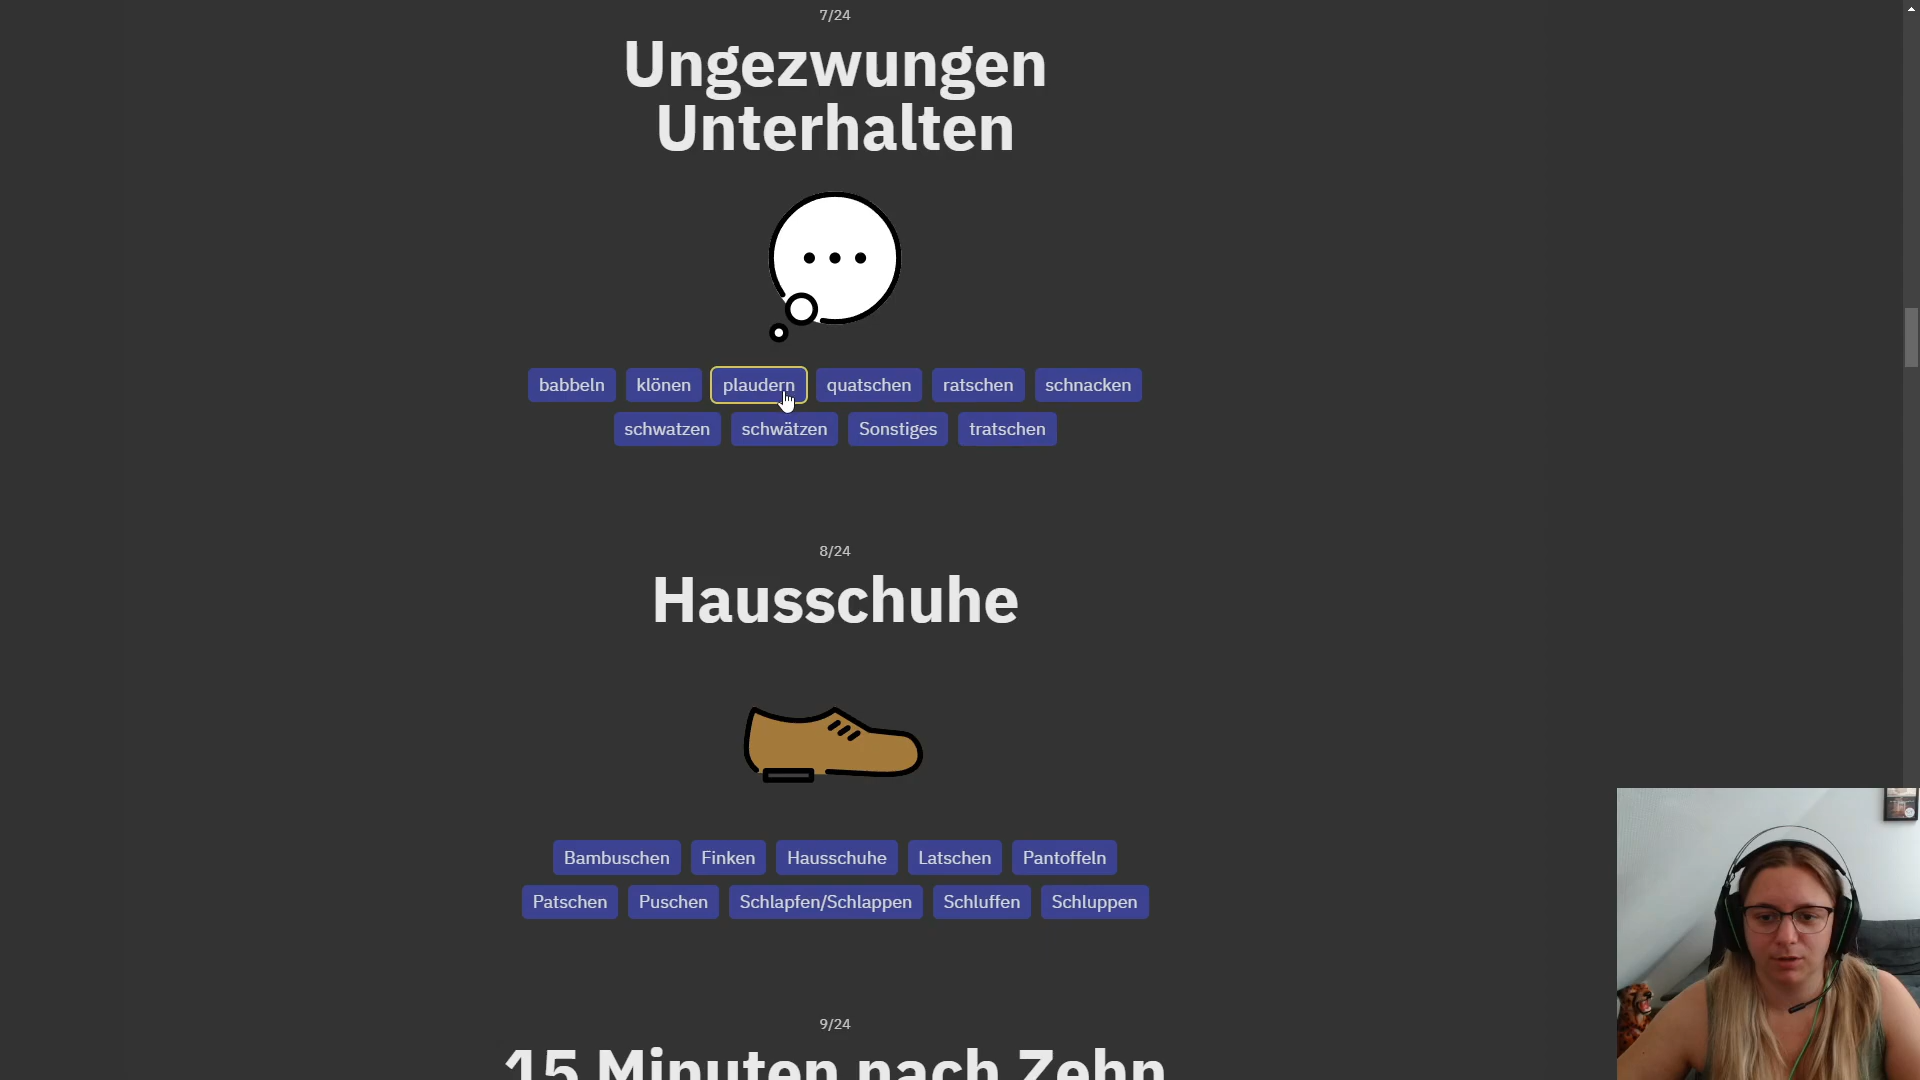 7/24
Ungezwungen
Unterhalten
babbeln klönen plaudern quatschen ratschen schnacken
schwatzen schwätzen Sonstiges tratschen
8/24
Hausschuhe
Bambuschen Finken Hausschuhe Latschen Pantoffeln
Patschen Puschen Schlapfen/Schlappen Schluffen Schluppen
9/24
15 Minuten nach Zehn